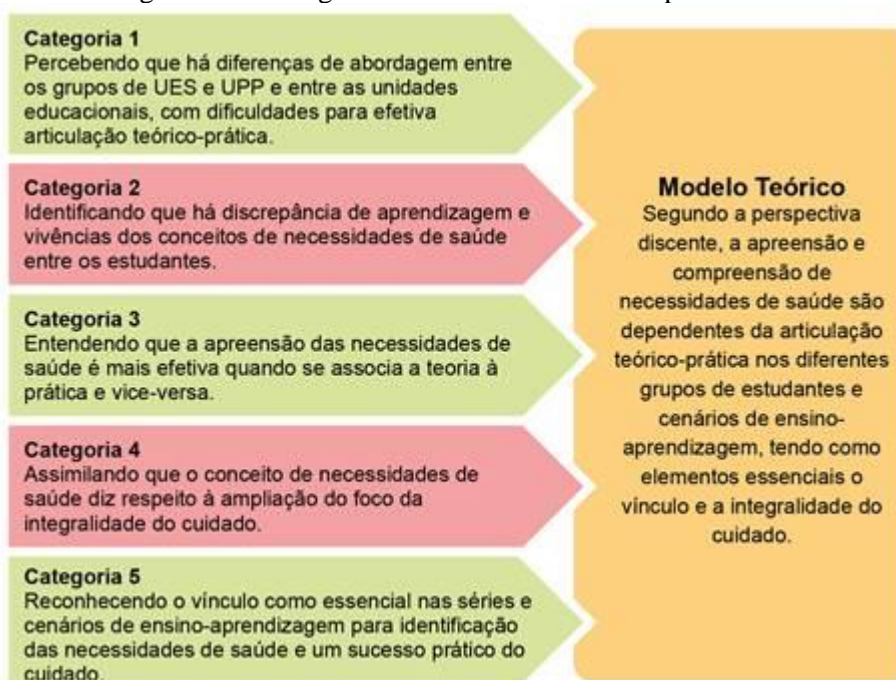 Categoria 1
Percebendo que há diferenças de abordagem entre
os grupos de UES e UPP e entre as unidades
educacionais, com dificuldades para efetiva
articulação teórico-prática.
Categoria 2
Identificando que há discrepância de aprendizagem e
vivências dos conceitos de necessidades de saúde
entre os estudantes.
Categoria 3
Entendendo que a apreensão das necessidades de
saúde é mais efetiva quando se associa a teoria à
prática e vice-versa.
Categoria 4
Assimilando que o conceito de necessidades de
saúde diz respeito à ampliação do foco da
integralidade do cuidado.
Categoria 5
Reconhecendo o vínculo como essencial nas séries e
cenários de ensino-aprendizagem para identificação
das necessidades de saúde e um sucesso prático do
cuidado.
Modelo Teórico
Segundo a perspectiva
discente, a apreensão e
compreensão de
necessidades de saúde são
dependentes da articulação
teórico-prática nos diferentes
grupos de estudantes e
cenários de ensino-
aprendizagem, tendo como
elementos essenciais o
vínculo e a integralidade do
cuidado.